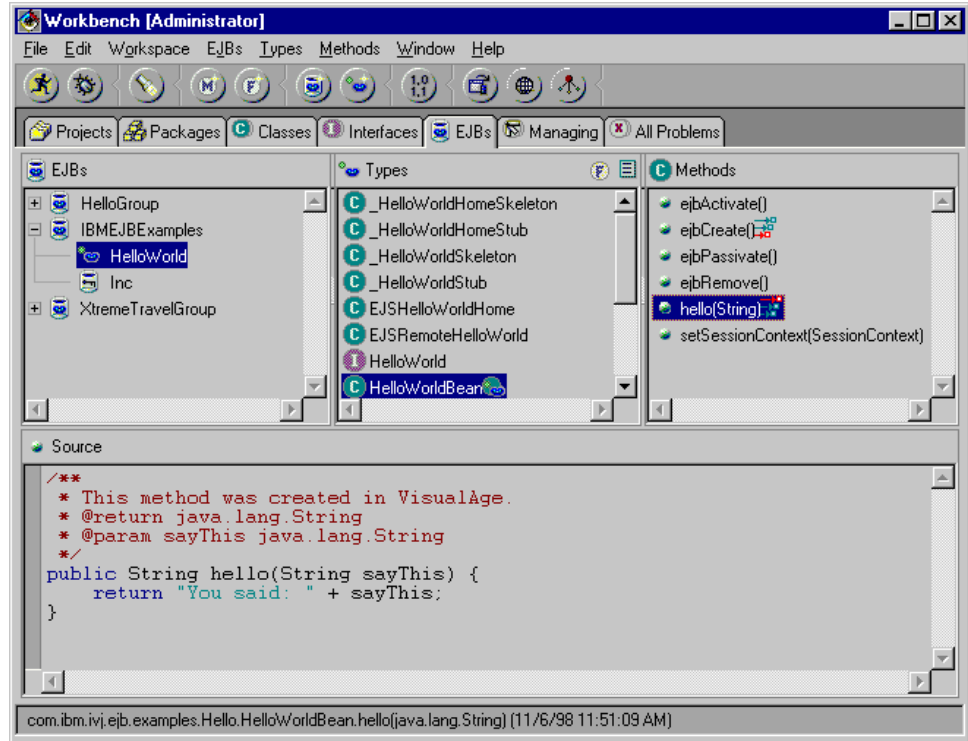 Workbench [Administrator]
File Edit Workspace EJBs Types Methods Window Help
M F 1.0 1.1
Projects Packages C Classes I Interfaces EJBs Managing X All Problems
EJBs
HelloGroup
IBMEJBExamples
HelloWorld
Inc
XtremeTravelGroup
Types F
C _HelloWorldHomeSkeleton
C _HelloWorldHomeStub
C _HelloWorldSkeleton
C _HelloWorldStub
C EJSHelloWorldHome
C EJSRemoteHelloWorld
I HelloWorld
C HelloWorldBean
C Methods
ejbActivate()
ejbCreate()
ejbPassivate()
ejbRemove()
hello(String)
setSessionContext(SessionContext)
Source
/**
* This method was created in VisualAge.
* @return java.lang.String
* @param sayThis java.lang.String
*/
public String hello(String sayThis) {
return "You said: " + sayThis;
}
com.ibm.ivj.ejb.examples.Hello.HelloWorldBean.hello(java.lang.String) (11/6/98 11:51:09 AM)